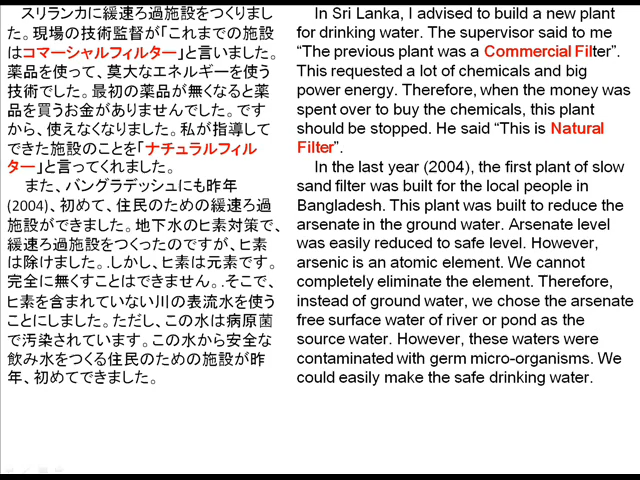 スリランカに緩速ろ過施設をつくりまし
た。現場の技術監督が「これまでの施設
はコマーシャルフィルター」と言いました。
薬品を使って、莫大なエネルギーを使う
技術でした。最初の薬品が無くなると薬
品を買うお金がありませんでした。です
から、使えなくなりました。私が指導して
できた施設のことを「ナチュラルフィル
ター」と言ってくれました。
また、バングラデッシュにも昨年
(2004)、初めて、住民のための緩速ろ過
施設ができました。地下水のヒ素対策で、
緩速ろ過施設をつくったのですが、ヒ素
は除けました。.しかし、ヒ素は元素です。
完全に無くすことはできません。.そこで、
ヒ素を含まれていない川の表流水を使う
ことにしました。ただし、この水は病原菌
で汚染されています。この水から安全な
飲み水をつくる住民のための施設が昨
年、初めてできました。
In Sri Lanka, I advised to build a new plant
for drinking water. The supervisor said to me
“The previous plant was a Commercial Filter”.
This requested a lot of chemicals and big
power energy. Therefore, when the money was
spent over to buy the chemicals, this plant
should be stopped. He said “This is Natural
Filter”.
In the last year (2004), the first plant of slow
sand filter was built for the local people in
Bangladesh. This plant was built to reduce the
arsenate in the ground water. Arsenate level
was easily reduced to safe level. However,
arsenic is an atomic element. We cannot
completely eliminate the element. Therefore,
instead of ground water, we chose the arsenate
free surface water of river or pond as the
source water. However, these waters were
contaminated with germ micro-organisms. We
could easily make the safe drinking water.